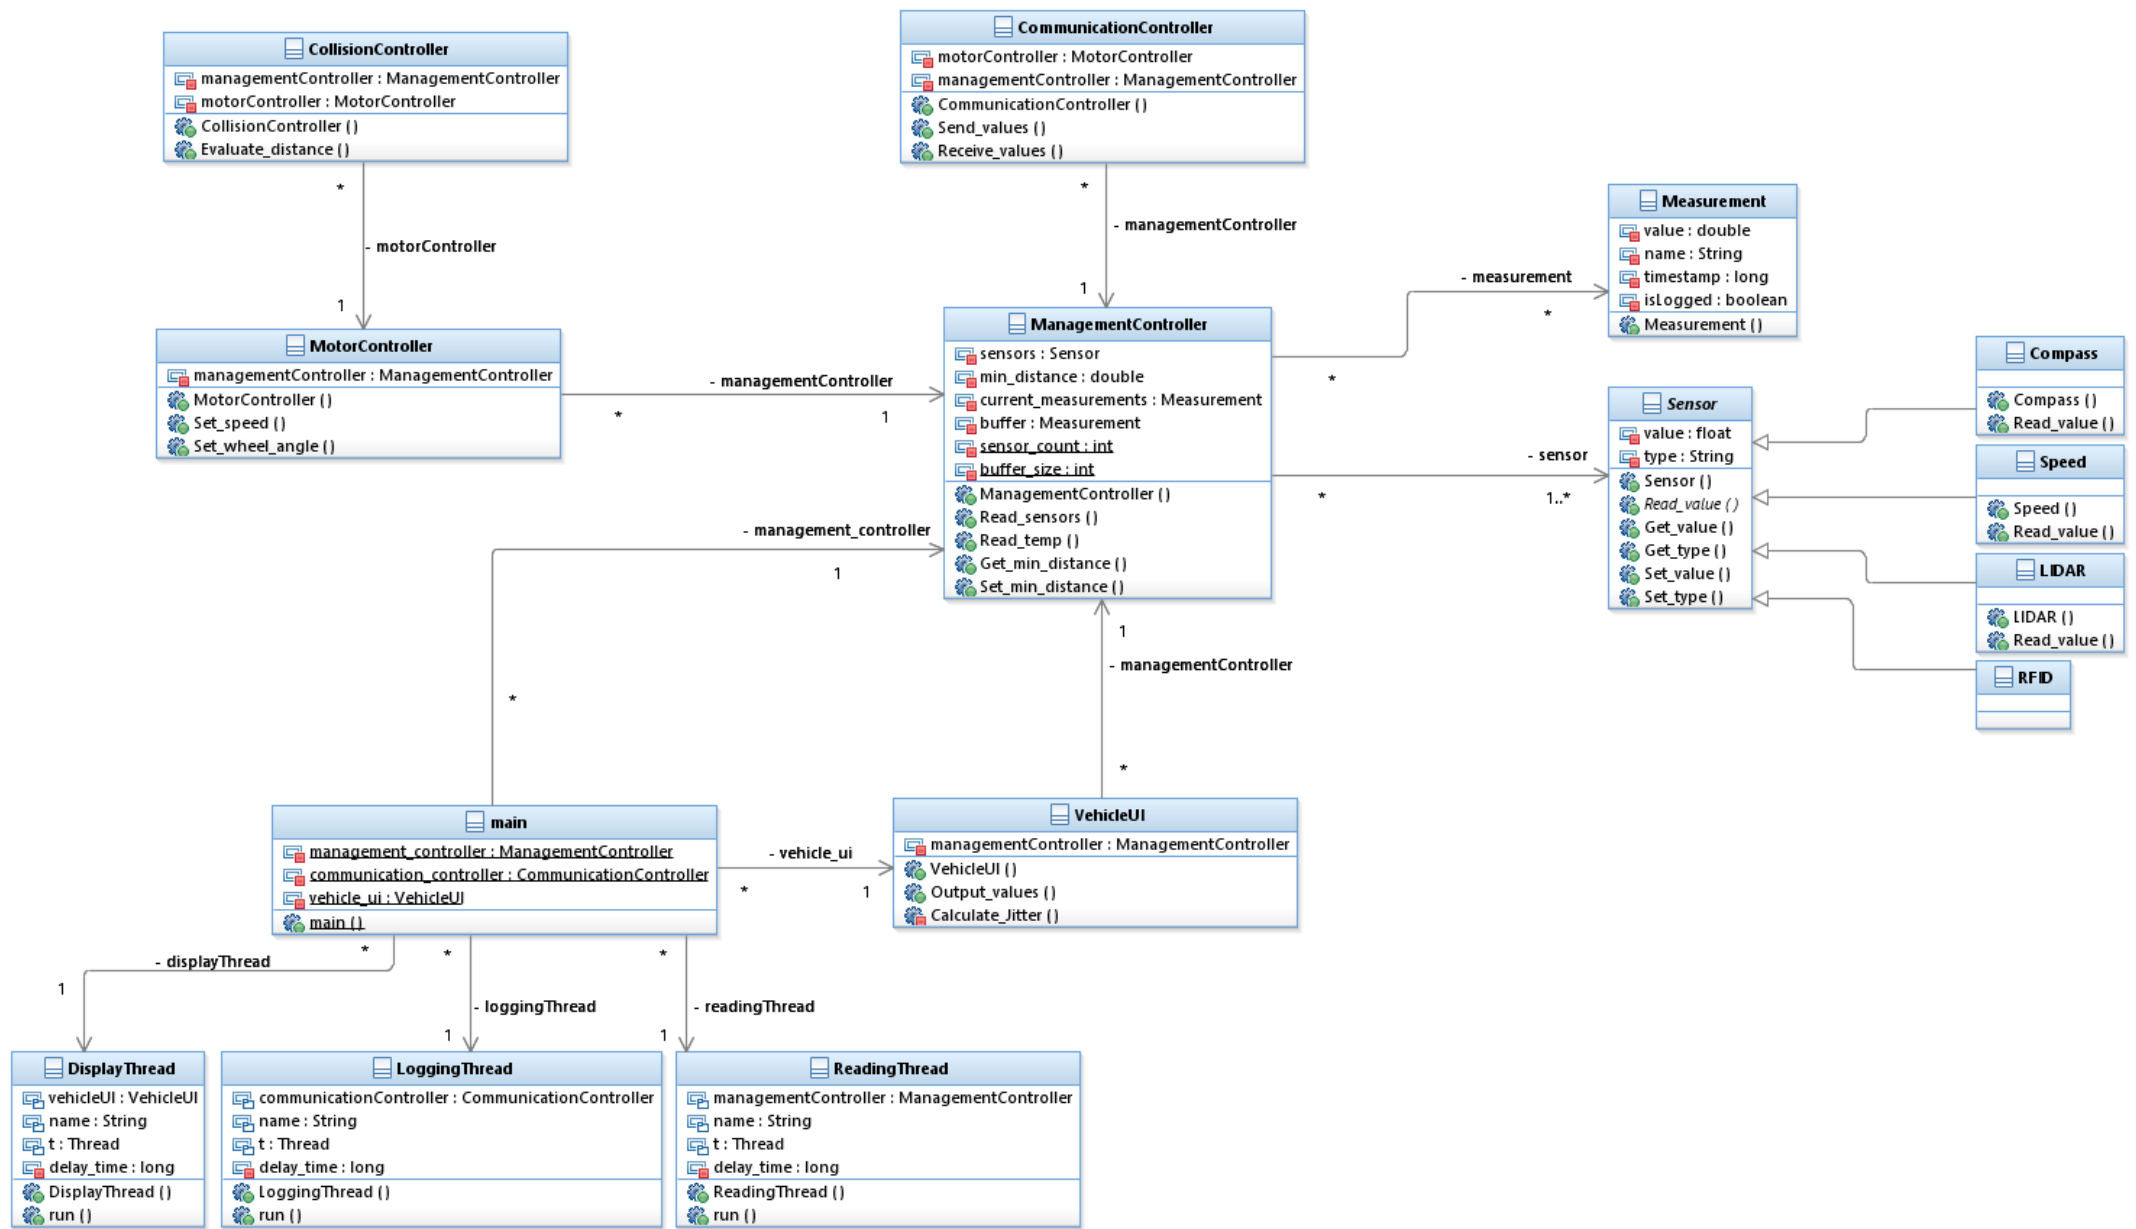 CollisionController
managementController : ManagementController
motorController : MotorController
CollisionController ()
Evaluate_distance ()
*
- motorController
1
CommunicationController
motorController : MotorController
managementController : ManagementController
CommunicationController ()
Send_values ()
Receive_values ()
*
- managementController
1
Measurement
value : double
name : String
timestamp : long
isLogged : boolean
Measurement ()
- measurement
*
*
MotorController
managementController : ManagementController
MotorController ()
Set_speed ()
Set_wheel_angle ()
- managementController
*
1
ManagementController
sensors : Sensor
min_distance : double
current_measurements : Measurement
buffer : Measurement
sensor_count : int
buffer_size : int
ManagementController ()
Read_sensors ()
Read_temp ()
Get_min_distance ()
Set_min_distance ()
- sensor
*
1..*
Sensor
value : float
type : String
Sensor ()
Read_value ()
Get_value ()
Get_type ()
Set_value ()
Set_type ()
Compass
Compass ()
Read_value ()
Speed
Speed ()
Read_value ()
LIDAR
LIDAR ()
Read_value ()
RFID
- management_controller
1
*
1
- managementController
*
main
management_controller : ManagementController
communication_controller : CommunicationController
vehicle_ui : VehicleUI
main ()
- vehicle_ui
*
1
VehicleUI
managementController : ManagementController
VehicleUI ()
Output_values ()
Calculate_Jitter ()
*
- displayThread
1
*
- loggingThread
1
*
- readingThread
1
DisplayThread
vehicleUI : VehicleUI
name : String
t : Thread
delay_time : long
DisplayThread ()
run ()
LoggingThread
communicationController : CommunicationController
name : String
t : Thread
delay_time : long
LoggingThread ()
run ()
ReadingThread
managementController : ManagementController
name : String
t : Thread
delay_time : long
ReadingThread ()
run ()